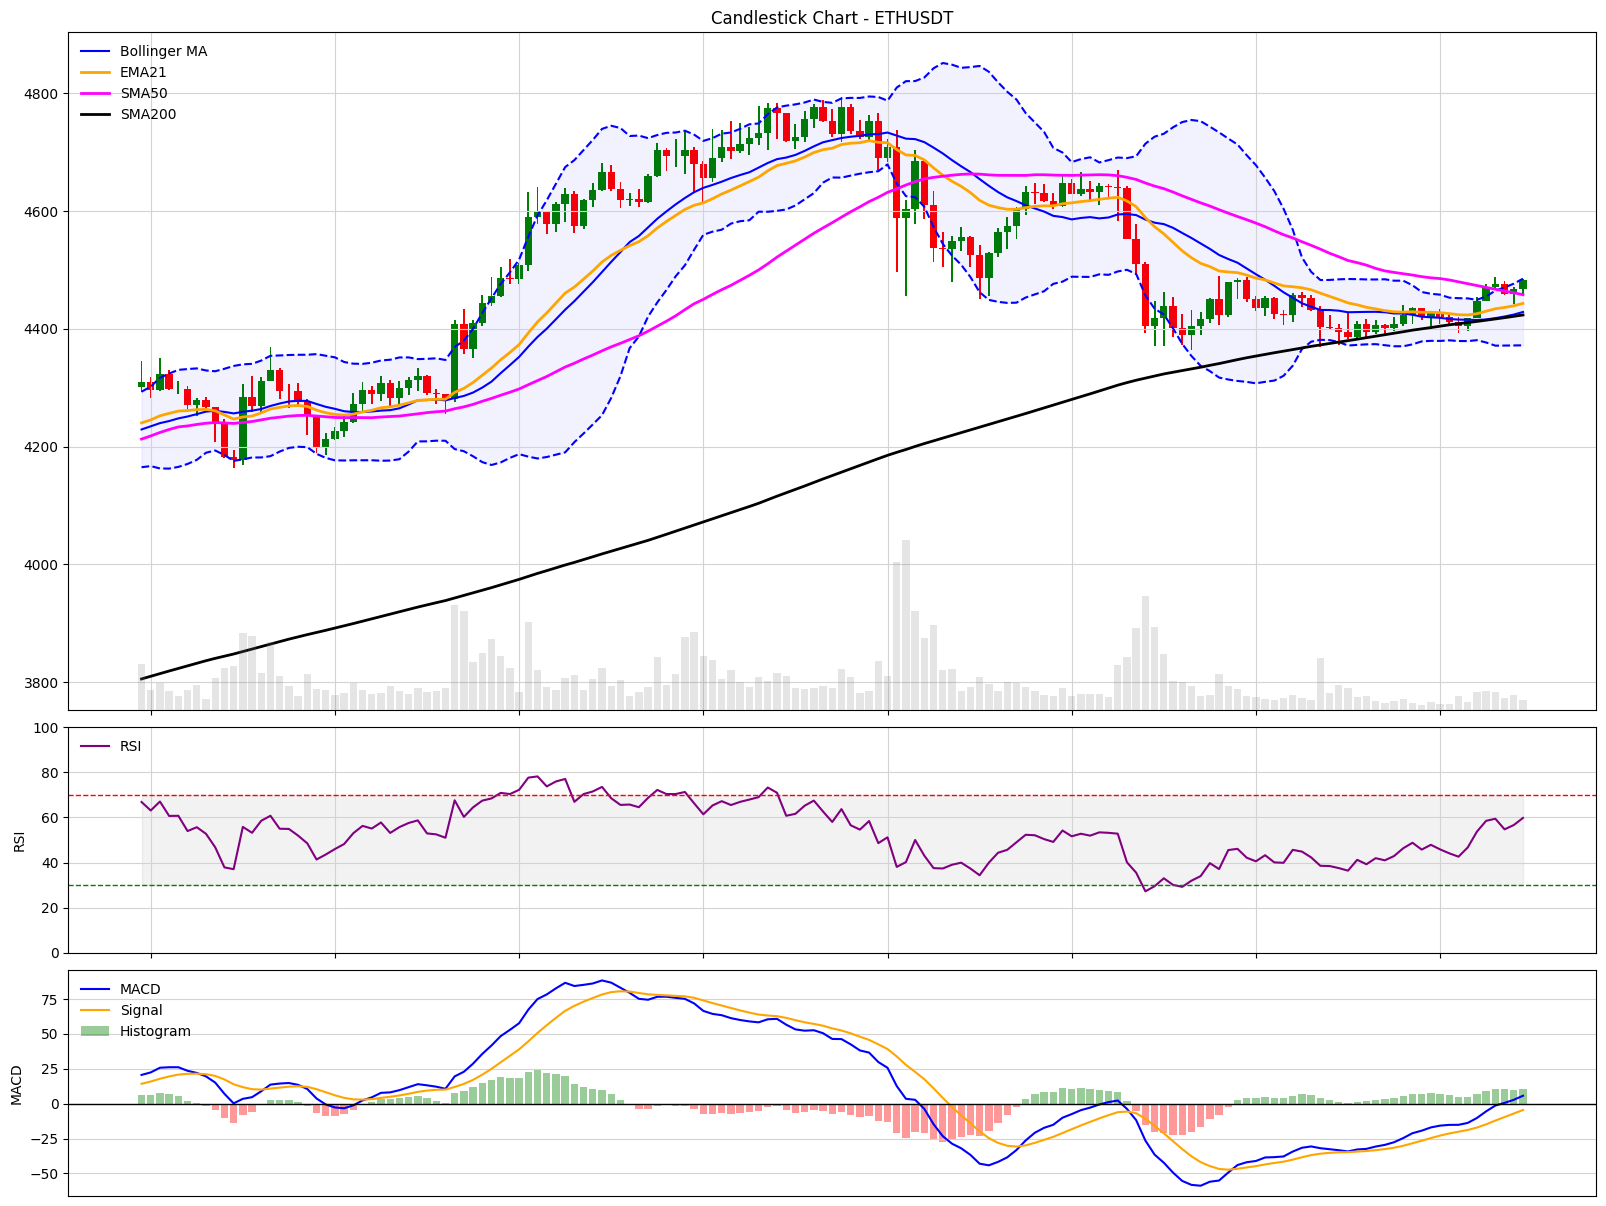 Candlestick Chart - ETHUSDT
Bollinger MA
EMA21
SMA50
SMA200
4800
4600
4400
4200
4000
3800
RSI
100
80
60
40
20
0
RSI
MACD
Signal
Histogram
75
50
25
0
−25
−50
MACD